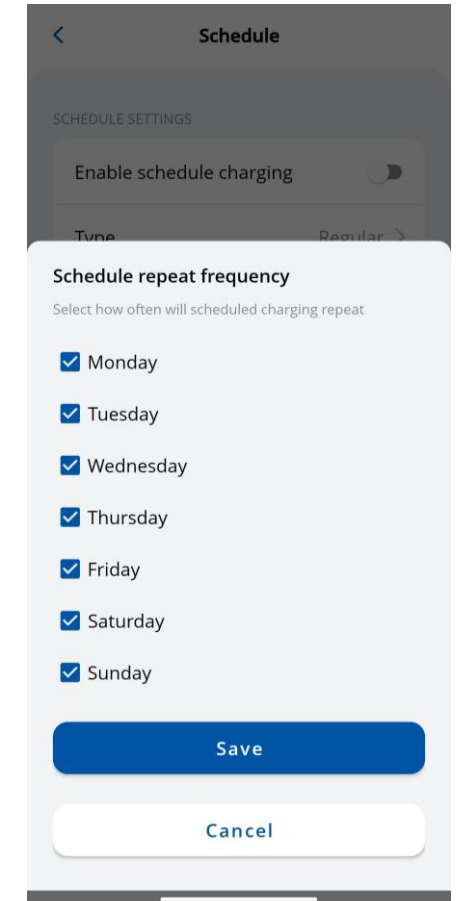 Schedule
SCHEDULE SETTINGS
Enable schedule charging
Type Regular
Schedule repeat frequency
Select how often will scheduled charging repeat
Monday
Tuesday
Wednesday
Thursday
Friday
Saturday
Sunday
Save
Cancel